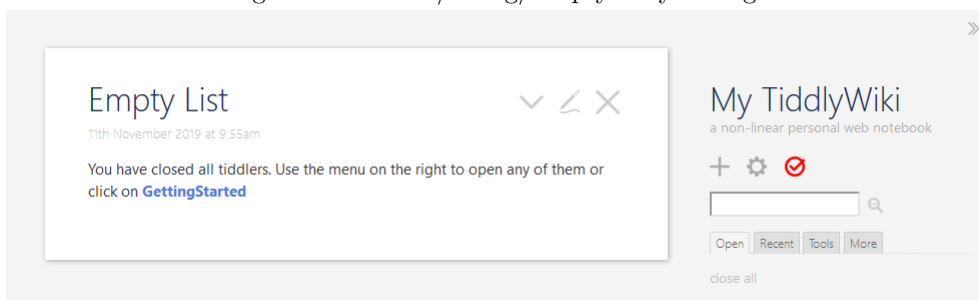 Empty List
11th November 2019 at 9:55am
You have closed all tiddlers. Use the menu on the right to open any of them or
click on GettingStarted
My TiddlyWiki
a non-linear personal web notebook
Open Recent Tools More
close all